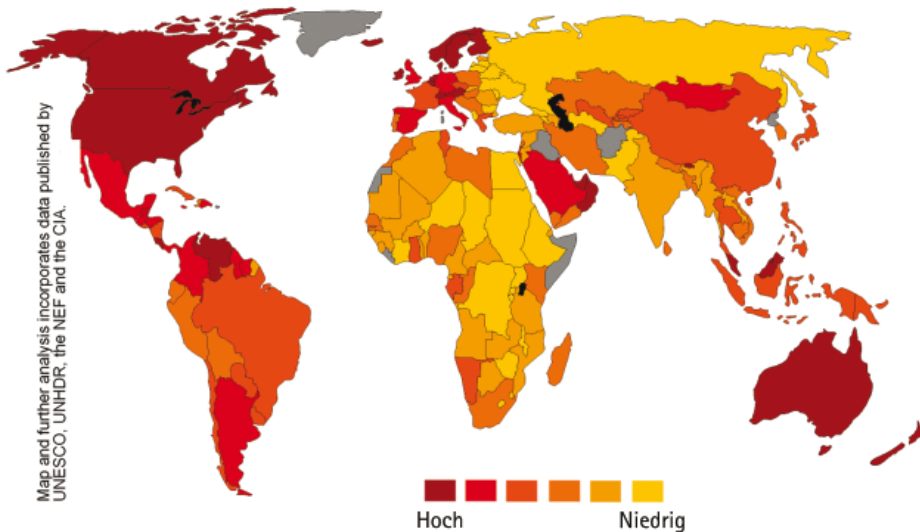 Map and further analysis incorporates data published by
UNESCO, UNHDR, the NEF and the CIA.
Hoch
Niedrig